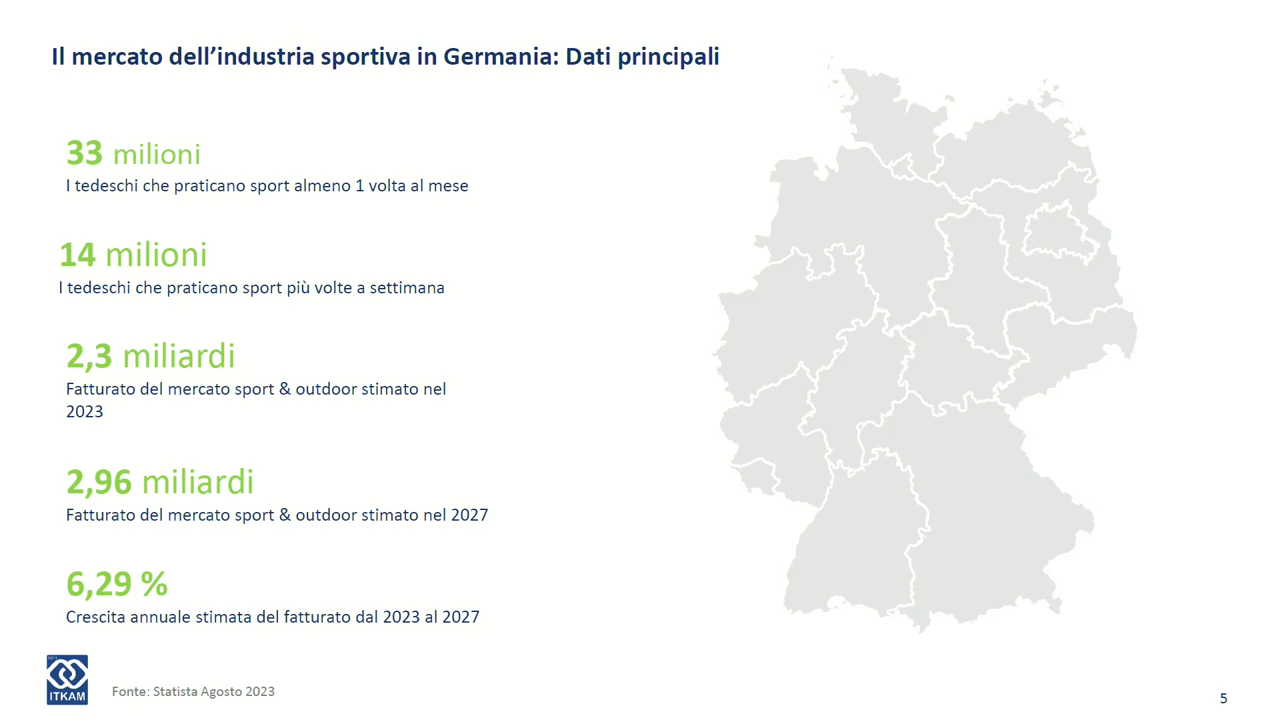 Il mercato dell’industria sportiva in Germania: Dati principali
33 milioni
I tedeschi che praticano sport almeno 1 volta al mese
14 milioni
I tedeschi che praticano sport più volte a settimana
2,3 miliardi
Fatturato del mercato sport & outdoor stimato nel
2023
2,96 miliardi
Fatturato del mercato sport & outdoor stimato nel 2027
6,29 %
Crescita annuale stimata del fatturato dal 2023 al 2027
ITKAM
Fonte: Statista Agosto 2023
5